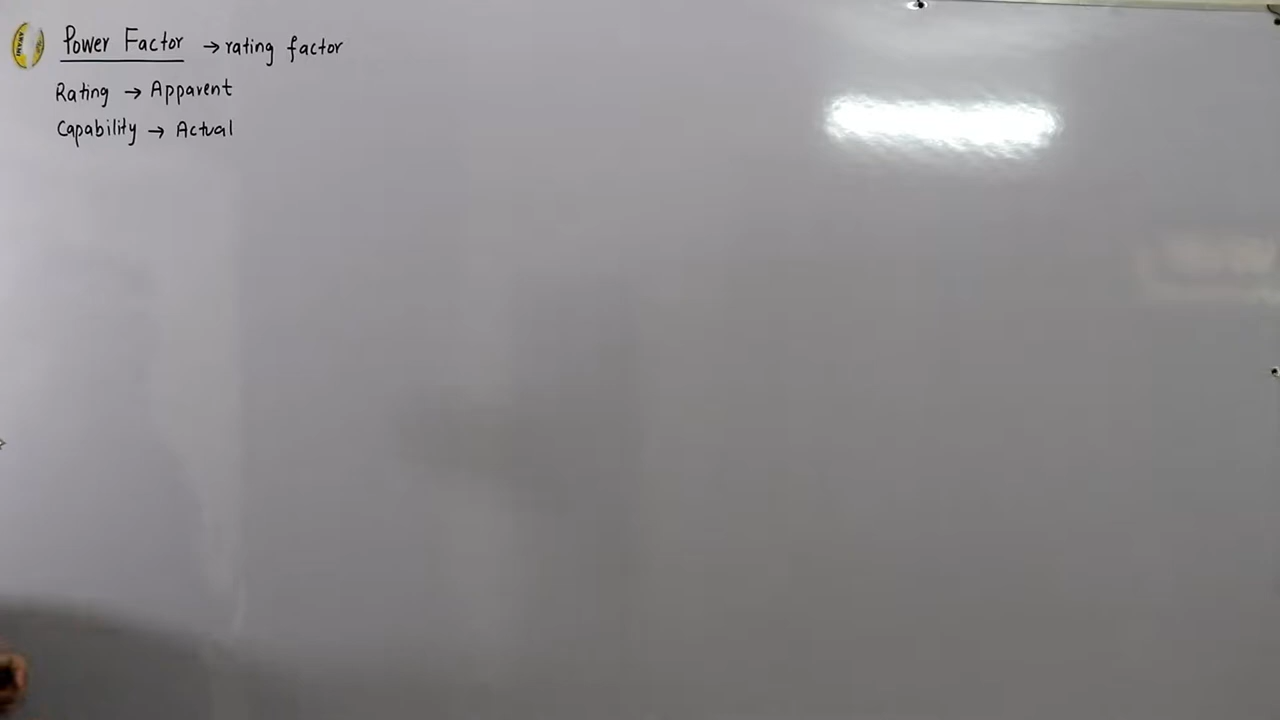 Power Factor → rating factor
Rating → Apparent
Capability → Actual